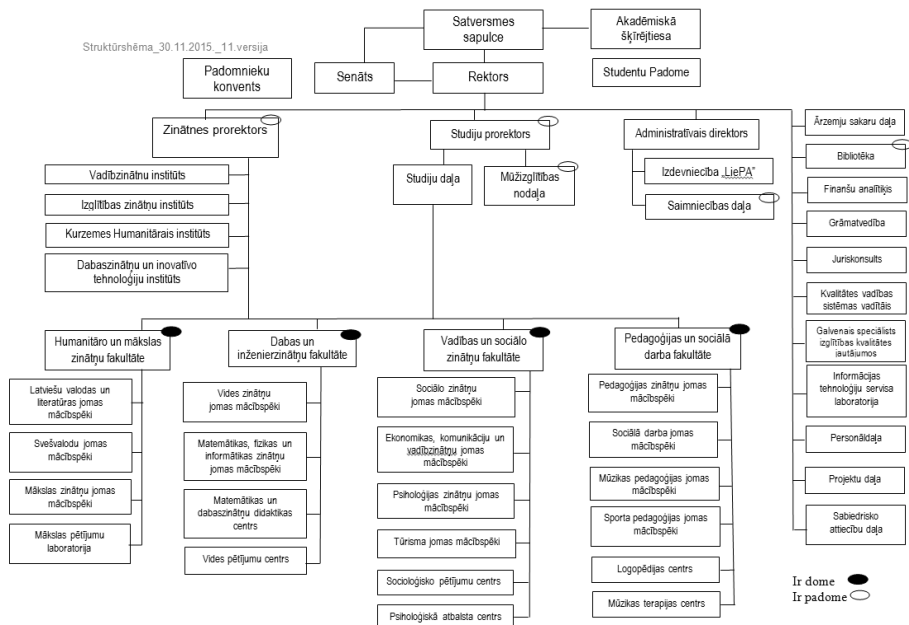 Satversmes
sapulce
Akadēmiskā
šķīrējtiesa
Struktūrshēma_30.11.2015._11.versija
Padomnieku
konvents
Senāts
Rektors
Studentu Padome
Zinātnes prorektors
Studiju prorektors
Administratīvais direktors
Vadībzinātņu institūts
Izglītības zinātņu institūts
Kurzemes Humanitārais institūts
Dabaszinātņu un inovatīvo
tehnoloģiju institūts
Studiju daļa
Mūžizglītības
nodaļa
Izdevniecība „LiePA”
Saimniecības daļa
Ārzemju sakaru daļa
Bibliotēka
Finanšu analītiķis
Grāmatvedība
Juriskonsults
Kvalitātes vadības
sistēmas vadītājs
Galvenais speciālists
izglītības kvalitātes
jautājumos
Informācijas
tehnoloģiju servisa
laboratorija
Personāldaļa
Projektu daļa
Sabiedrisko
attiecību daļa
Humanitāro un mākslas
zinātņu fakultāte
Latviešu valodas un
literatūras jomas
mācībspēki
Svešvalodu jomas
mācībspēki
Mākslas zinātņu jomas
mācībspēki
Mākslas pētījumu
laboratorija
Dabas un
inženierzinātņu fakultāte
Vides zinātņu
jomas mācībspēki
Matemātikas, fizikas un
informātikas zinātņu
jomas mācībspēki
Matemātikas un
dabaszinātņu didaktikas
centrs
Vides pētījumu centrs
Vadības un sociālo
zinātņu fakultāte
Sociālo zinātņu
jomas mācībspēki
Ekonomikas, komunikāciju un
vadībzinātņu jomas
mācībspēki
Psiholoģijas zinātņu jomas
mācībspēki
Tūrisma jomas mācībspēki
Socioloģisko pētījumu centrs
Psiholoģiskā atbalsta centrs
Pedagoģijas un sociālā
darba fakultāte
Pedagoģijas zinātņu jomas
mācībspēki
Sociālā darba jomas
mācībspēki
Mūzikas pedagoģijas jomas
mācībspēki
Sporta pedagoģijas jomas
mācībspēki
Logopēdijas centrs
Mūzikas terapijas centrs
Ir dome
Ir padome